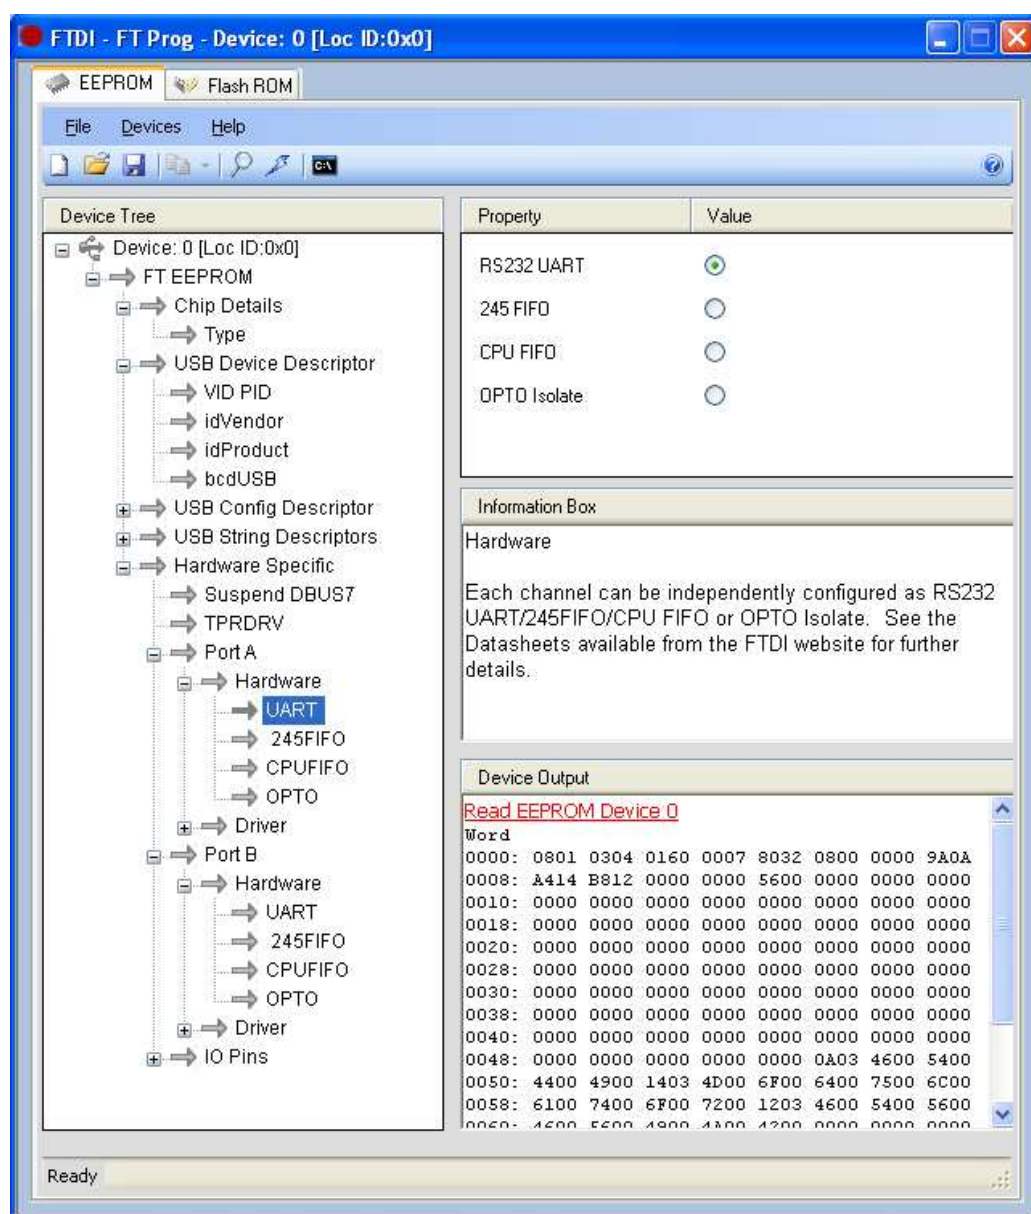 FTDI - FT Prog - Device: 0 [Loc ID:0x0]
EEPROM
Flash ROM
File Devices Help
C:\
Device Tree
Device: 0 [Loc ID:0x0]
FT EEPROM
Chip Details
Type
USB Device Descriptor
VID PID
idVendor
idProduct
bcdUSB
USB Config Descriptor
USB String Descriptors
Hardware Specific
Suspend DBUS7
TPRDRV
Port A
Hardware
UART
245FIFO
CPUFIFO
OPTO
Driver
Port B
Hardware
UART
245FIFO
CPUFIFO
OPTO
Driver
IO Pins
Property Value
RS232 UART
245 FIFO
CPU FIFO
OPTO Isolate
Information Box
Hardware
Each channel can be independently configured as RS232
UART/245FIFO/CPU FIFO or OPTO Isolate. See the
Datasheets available from the FTDI website for further
details.
Device Output
Read EEPROM Device 0
Word
0000: 0801 0304 0160 0007 8032 0800 0000 9A0A
0008: A414 B812 0000 0000 5600 0000 0000 0000
0010: 0000 0000 0000 0000 0000 0000 0000 0000
0018: 0000 0000 0000 0000 0000 0000 0000 0000
0020: 0000 0000 0000 0000 0000 0000 0000 0000
0028: 0000 0000 0000 0000 0000 0000 0000 0000
0030: 0000 0000 0000 0000 0000 0000 0000 0000
0038: 0000 0000 0000 0000 0000 0000 0000 0000
0040: 0000 0000 0000 0000 0000 0000 0000 0000
0048: 0000 0000 0000 0000 0000 0A03 4600 5400
0050: 4400 4900 1403 4D00 6F00 6400 7500 6C00
0058: 6100 7400 6F00 7200 1203 4600 5400 5600
0060: 4600 5600 4900 4A00 4200 0000 0000 0000
Ready